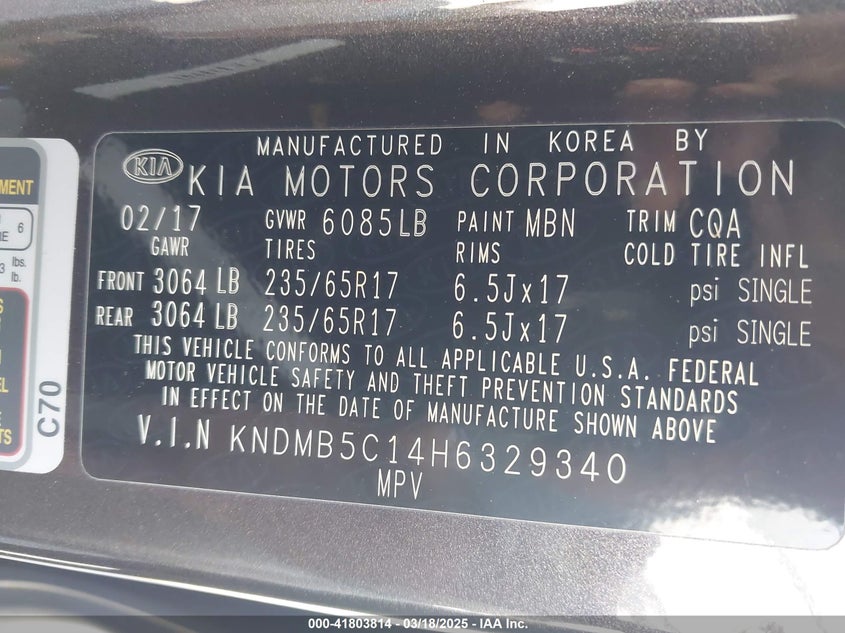 MANUFACTURED IN KOREA BY
KIA KIA MOTORS CORPORATION
02/17 GVWR 6085LB PAINT MBN TRIM CQA
GAWR TIRES RIMS COLD TIRE INFL
FRONT 3064 LB 235/65R17 6.5Jx17 psi SINGLE
REAR 3064 LB 235/65R17 6.5Jx17 psi SINGLE
THIS VEHICLE CONFORMS TO ALL APPLICABLE U.S.A. FEDERAL
MOTOR VEHICLE SAFETY AND THEFT PREVENTION STANDARDS
IN EFFECT ON THE DATE OF MANUFACTURE SHOWN ABOVE
V.I.N KNDMB5C14H6329340
MPV
6
lbs.
lb.
C70
000-41803814 - 03/18/2025 - IAA Inc.